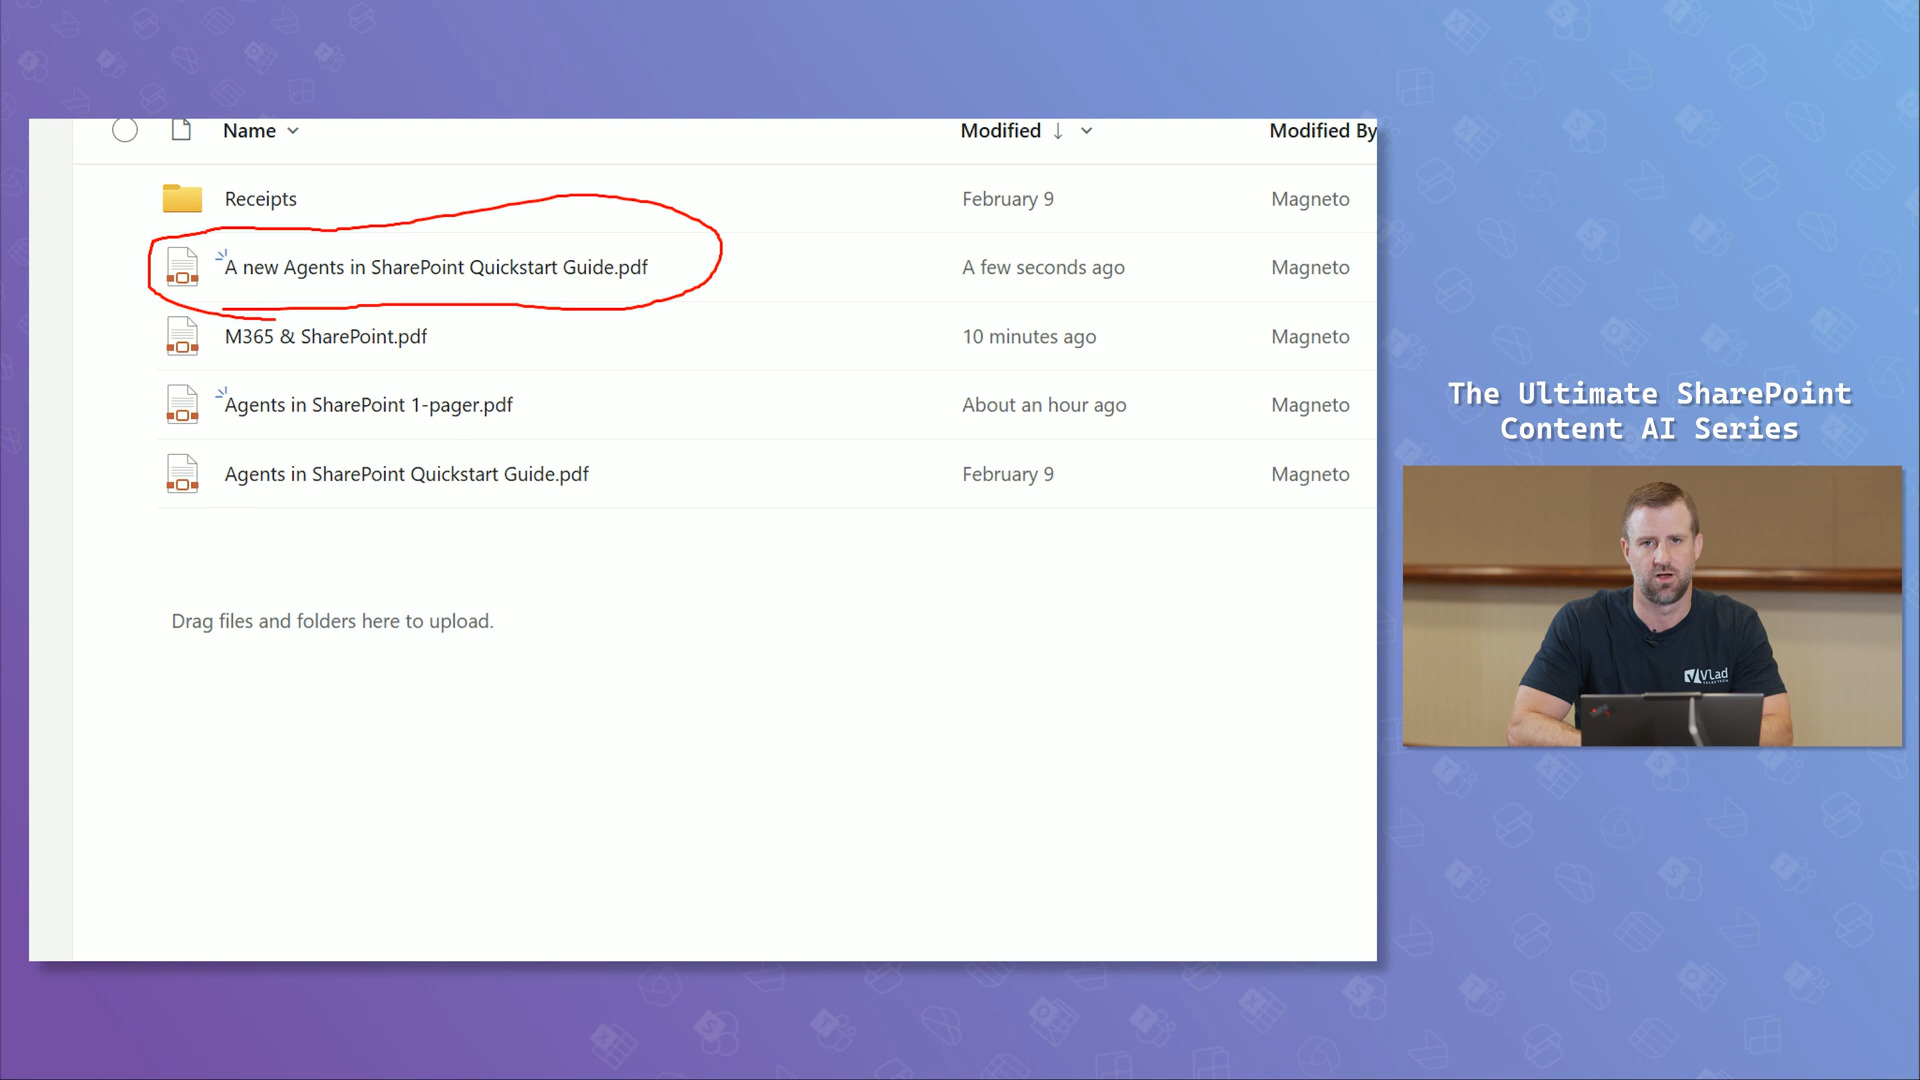 Name
Modified
Modified By
Receipts
February 9
Magneto
A new Agents in SharePoint Quickstart Guide.pdf
A few seconds ago
Magneto
M365 & SharePoint.pdf
10 minutes ago
Magneto
Agents in SharePoint 1-pager.pdf
About an hour ago
Magneto
Agents in SharePoint Quickstart Guide.pdf
February 9
Magneto
Drag files and folders here to upload.
The Ultimate SharePoint
Content AI Series
Vlad